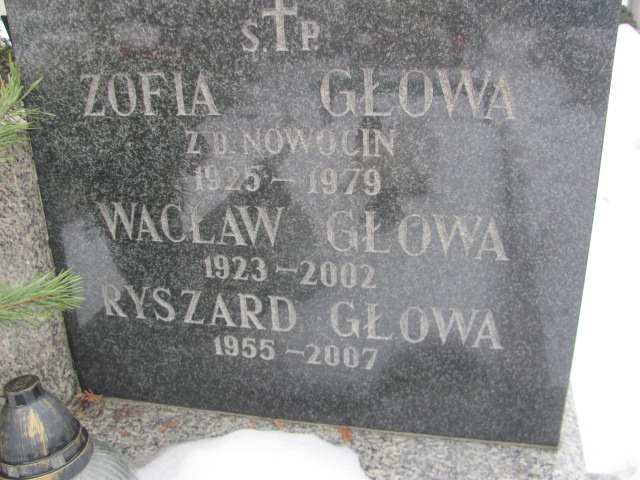 Ś P.
ZOFIA GŁOWA
Z D. NOWOCIN
1925 - 1979
WACŁAW GŁOWA
1923 - 2002
RYSZARD GŁOWA
1955 - 2007